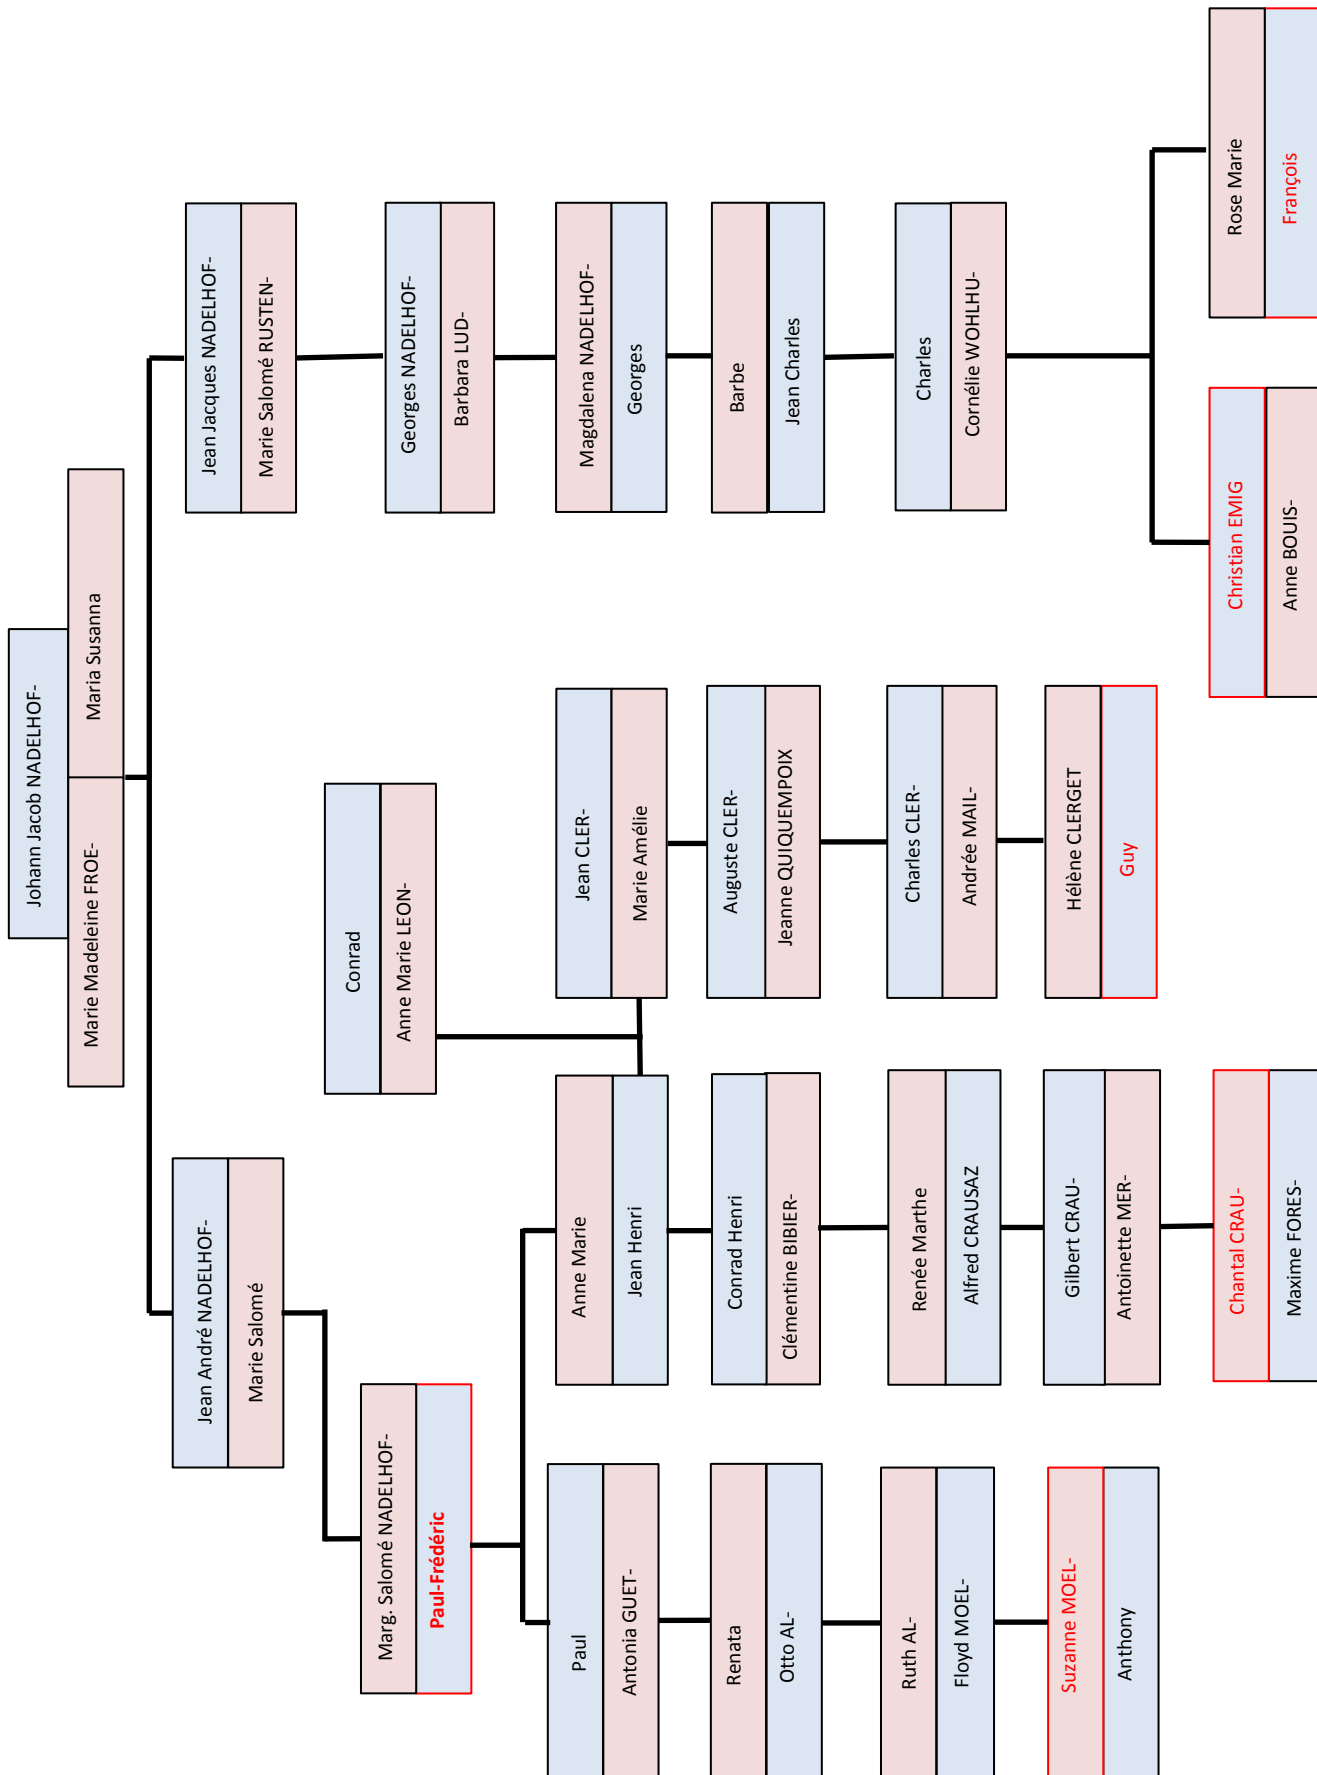 Johann Jacob NADELHOF-
Marie Madeleine FROE-
Maria Susanna
Jean André NADELHOF-
Marie Salomé
Jean Jacques NADELHOF-
Marie Salomé RUSTEN-
Conrad
Anne Marie LEON-
Marg. Salomé NADELHOF-
Paul-Frédéric
Georges NADELHOF-
Barbara LUD-
Paul
Antonia GUET-
Anne Marie
Jean Henri
Jean CLER-
Marie Amélie
Magdalena NADELHOF-
Georges
Renata
Otto AL-
Conrad Henri
Clémentine BIBIER-
Auguste CLER-
Jeanne QUIQUEMPOIX
Barbe
Jean Charles
Ruth AL-
Floyd MOEL-
Renée Marthe
Alfred CRAUSAZ
Charles CLER-
Andrée MAIL-
Charles
Cornélie WOHLHU-
Suzanne MOEL-
Anthony
Gilbert CRAU-
Antoinette MER-
Hélène CLERGET
Guy
Chantal CRAU-
Maxime FORES-
Christian EMIG
Anne BOUIS-
Rose Marie
François